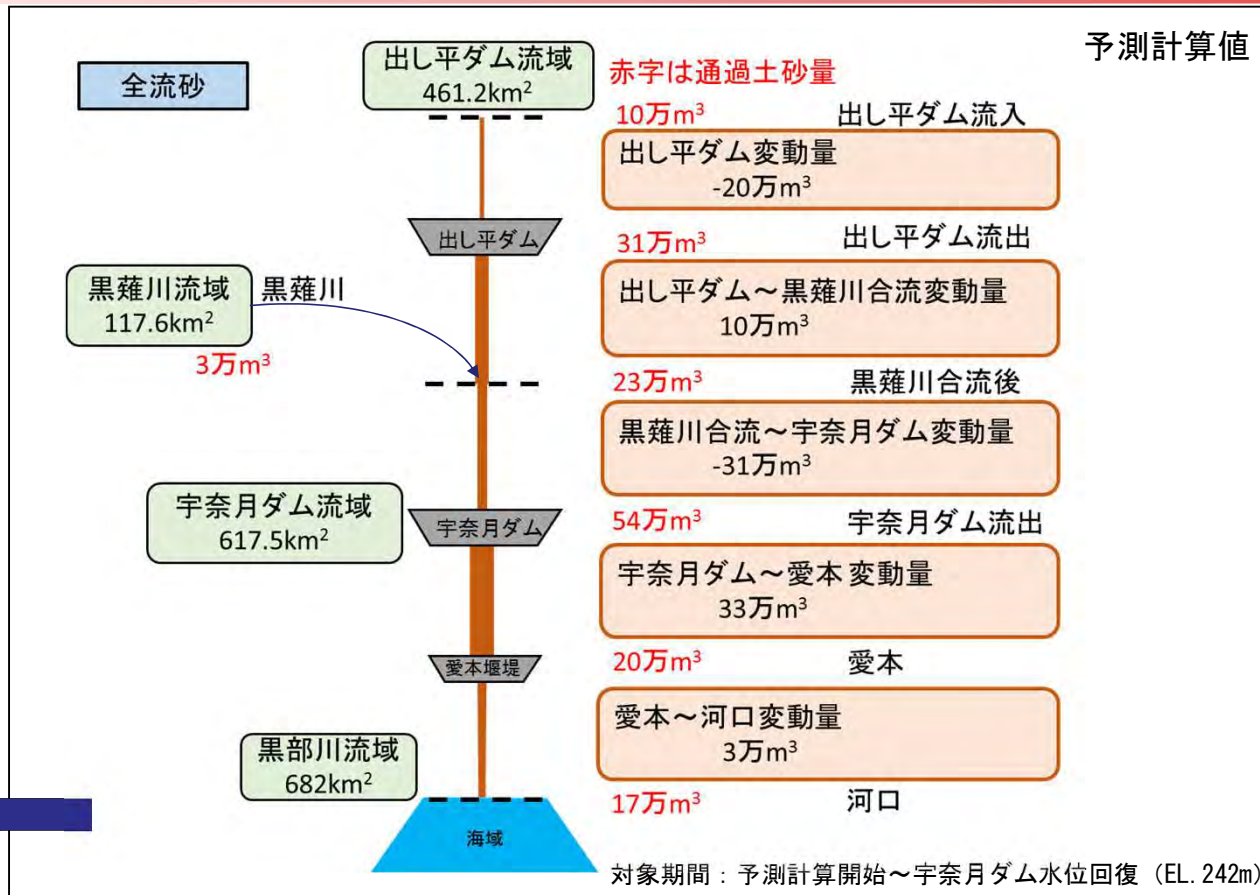 予測計算値
全流砂
出し平ダム流域
461.2km²
赤字は通過土砂量
10万m³ 出し平ダム流入
出し平ダム変動量
-20万m³
出し平ダム
31万m³ 出し平ダム流出
黒薙川流域
117.6km²
黒薙川
3万m³
出し平ダム～黒薙川合流変動量
10万m³
23万m³ 黒薙川合流後
黒薙川合流～宇奈月ダム変動量
-31万m³
宇奈月ダム流域
617.5km²
宇奈月ダム
54万m³ 宇奈月ダム流出
宇奈月ダム～愛本変動量
33万m³
愛本堰堤
20万m³ 愛本
愛本～河口変動量
3万m³
黒部川流域
682km²
17万m³ 河口
海域
対象期間：予測計算開始～宇奈月ダム水位回復（EL.242m）